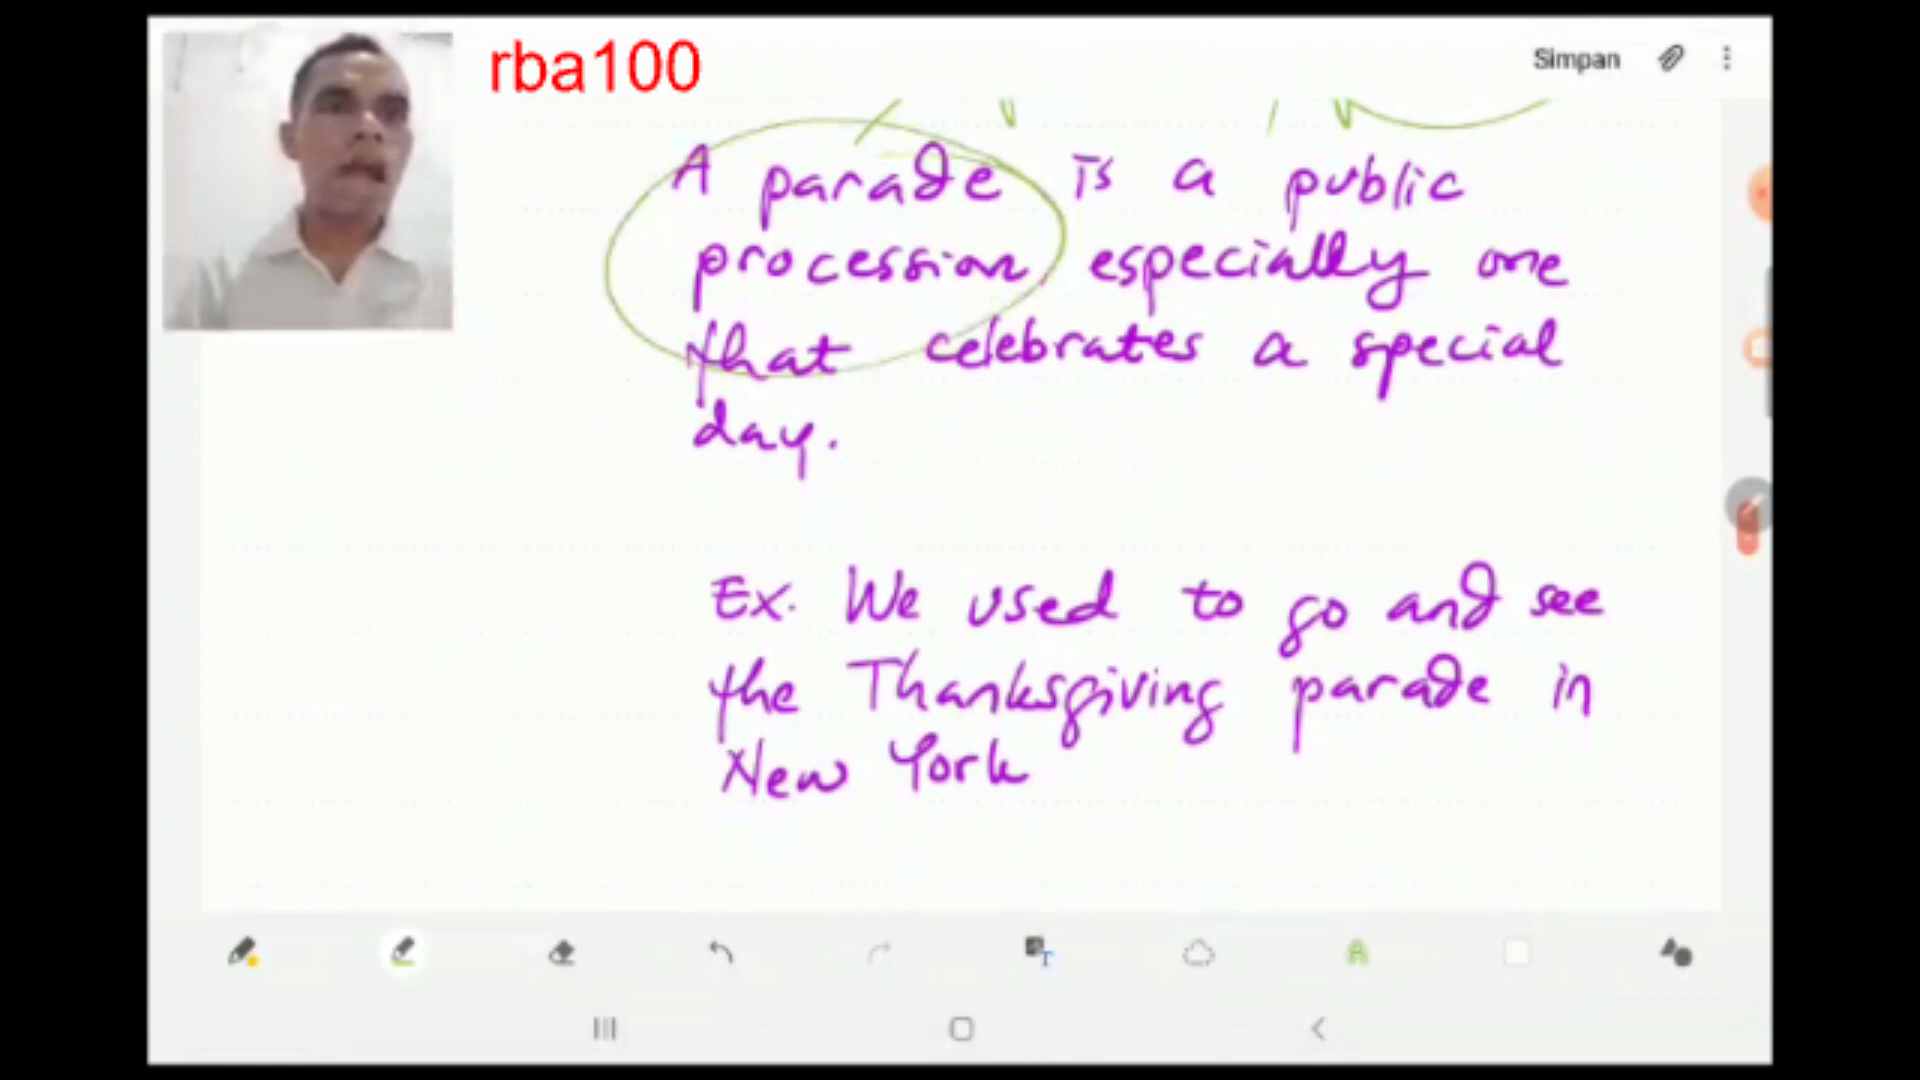 rba100
Simpan
A parade is a public
procession, especially one
that celebrates a special
day.
Ex. We used to go and see
the Thanksgiving parade in
New York